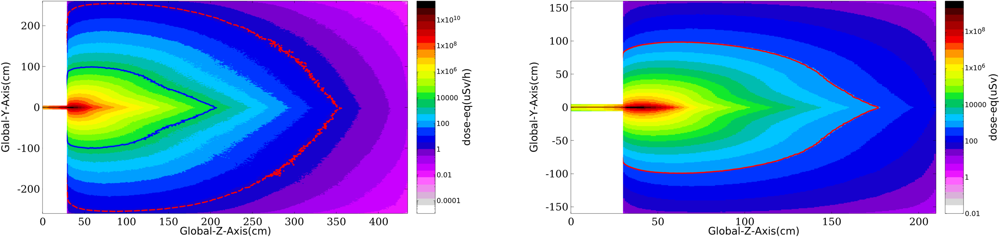 200
100
0
-100
-200
Global-Y-Axis(cm)
0 50 100 150 200 250 300 350 400
Global-Z-Axis(cm)
1x10^10
1x10^8
1x10^6
10000
100
1
0.01
0.0001
dose-eq(uSv/h)
150
100
50
0
-50
-100
-150
Global-Y-Axis(cm)
0 50 100 150 200
Global-Z-Axis(cm)
1x10^8
1x10^6
10000
100
1
0.01
dose-eq(uSv)